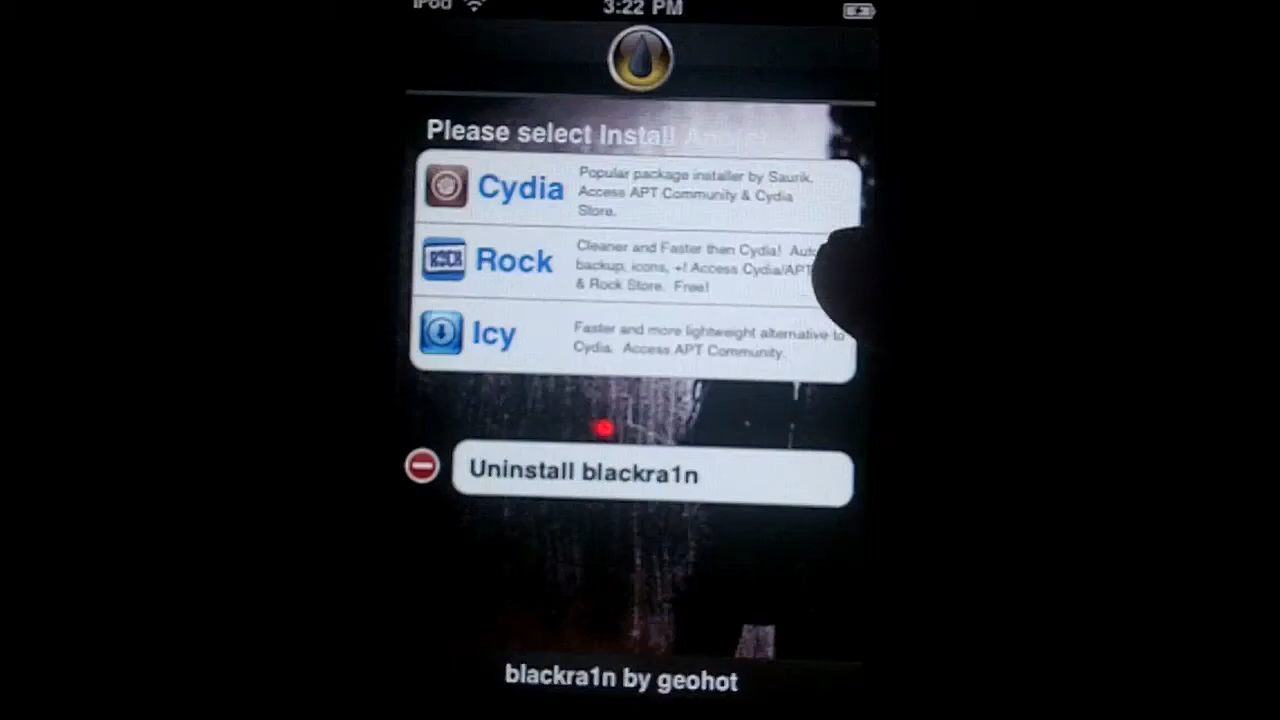 iPod
3:22 PM
Please select Install
Cydia
Popular package installer by Saurik.
Access APT Community & Cydia
Store.
ROCK
Rock
Cleaner and Faster then Cydia! Auto
backup, icons, +! Access Cydia/APT
& Rock Store. Free!
Icy
Faster and more lightweight alternative to
Cydia. Access APT Community.
Uninstall blackra1n
blackra1n by geohot